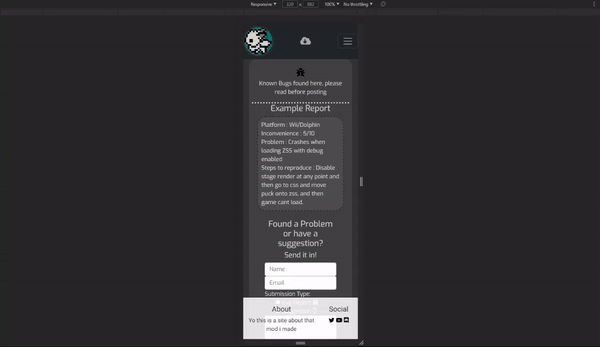 Responsive
100%
No throttling
Known Bugs found here, please
read before posting
Example Report
Platform : Wii/Dolphin
Inconvenience : 5/10
Problem : Crashes when
loading ZSS with debug
enabled
Steps to reproduce : Disable
stage render at any point and
then go to css and move
puck onto zss, and then
game cant load.
Found a Problem
or have a
suggestion?
Send it in!
Name
Email
Submission Type:
About
Social
Yo this is a site about that
mod i made